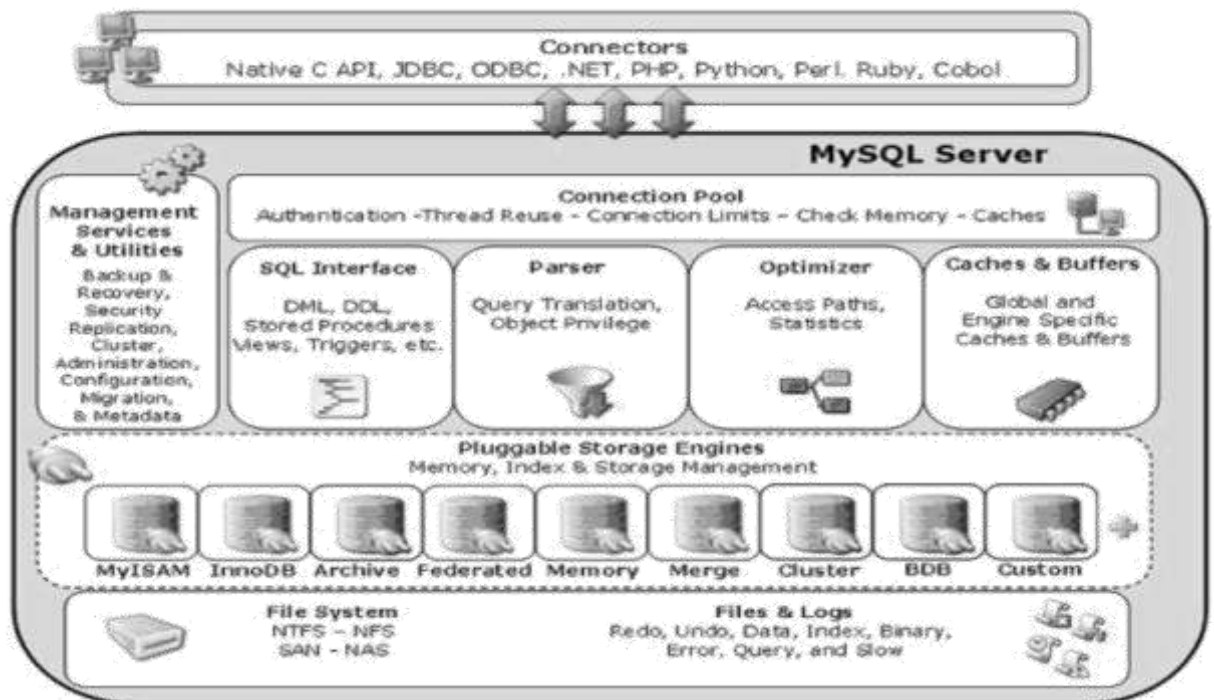 Connectors
Native C API, JDBC, ODBC, .NET, PHP, Python, Perl. Ruby, Cobol
MySQL Server
Management
Services
& Utilities
Backup &
Recovery,
Security
Replication,
Cluster,
Administration,
Configuration,
Migration,
& Metadata
Connection Pool
Authentication -Thread Reuse - Connection Limits – Check Memory - Caches
SQL Interface
DML, DDL,
Stored Procedures
Views, Triggers, etc.
Parser
Query Translation,
Object Privilege
Optimizer
Access Paths,
Statistics
Caches & Buffers
Global and
Engine Specific
Caches & Buffers
Pluggable Storage Engines
Memory, Index & Storage Management
MyISAM InnoDB Archive Federated Memory Merge Cluster BDB Custom
File System
NTFS – NFS
SAN - NAS
Files & Logs
Redo, Undo, Data, Index, Binary,
Error, Query, and Slow